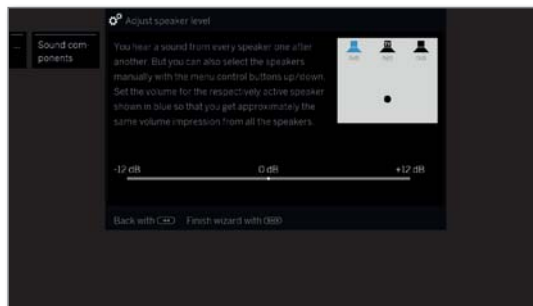 Adjust speaker level
...
Sound com-
ponents
You hear a sound from every speaker one after
another. But you can also select the speakers
manually with the menu control buttons up/down.
Set the volume for the respectively active speaker
shown in blue so that you get approximately the
same volume impression from all the speakers.
-12 dB 0 dB +12 dB
Back with Finish wizard with